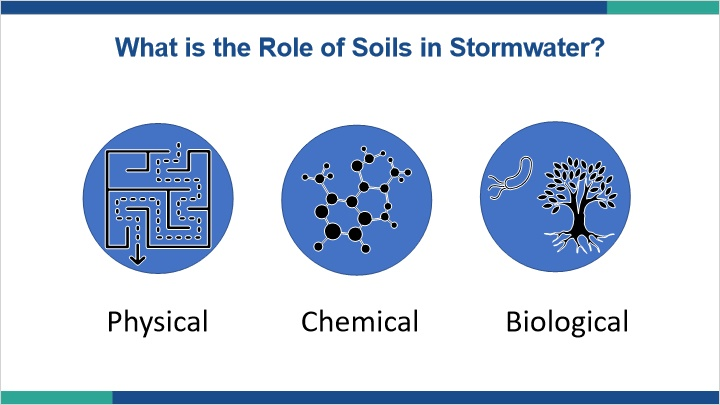 What is the Role of Soils in Stormwater?
Physical
Chemical
Biological